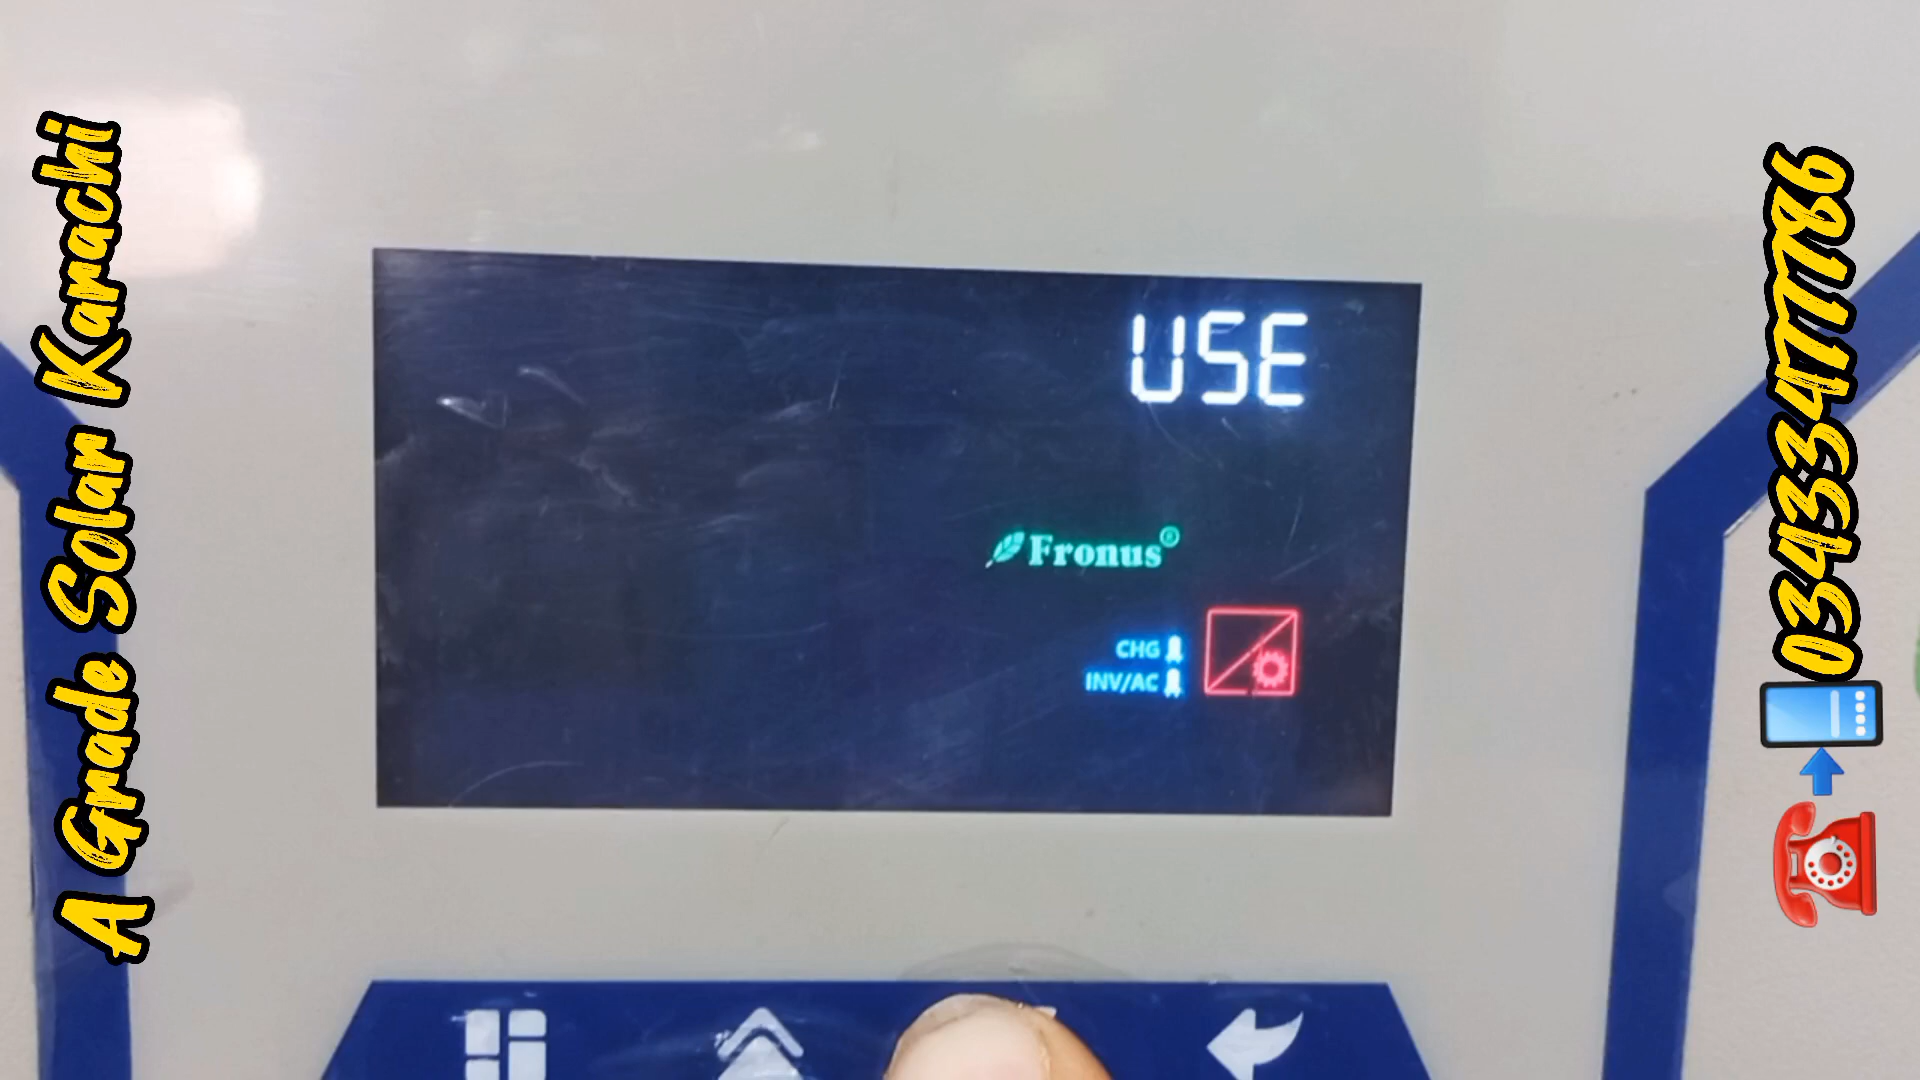 A Grade Solar Karachi
USE
Fronus®
CHG
INV/AC
03433477786